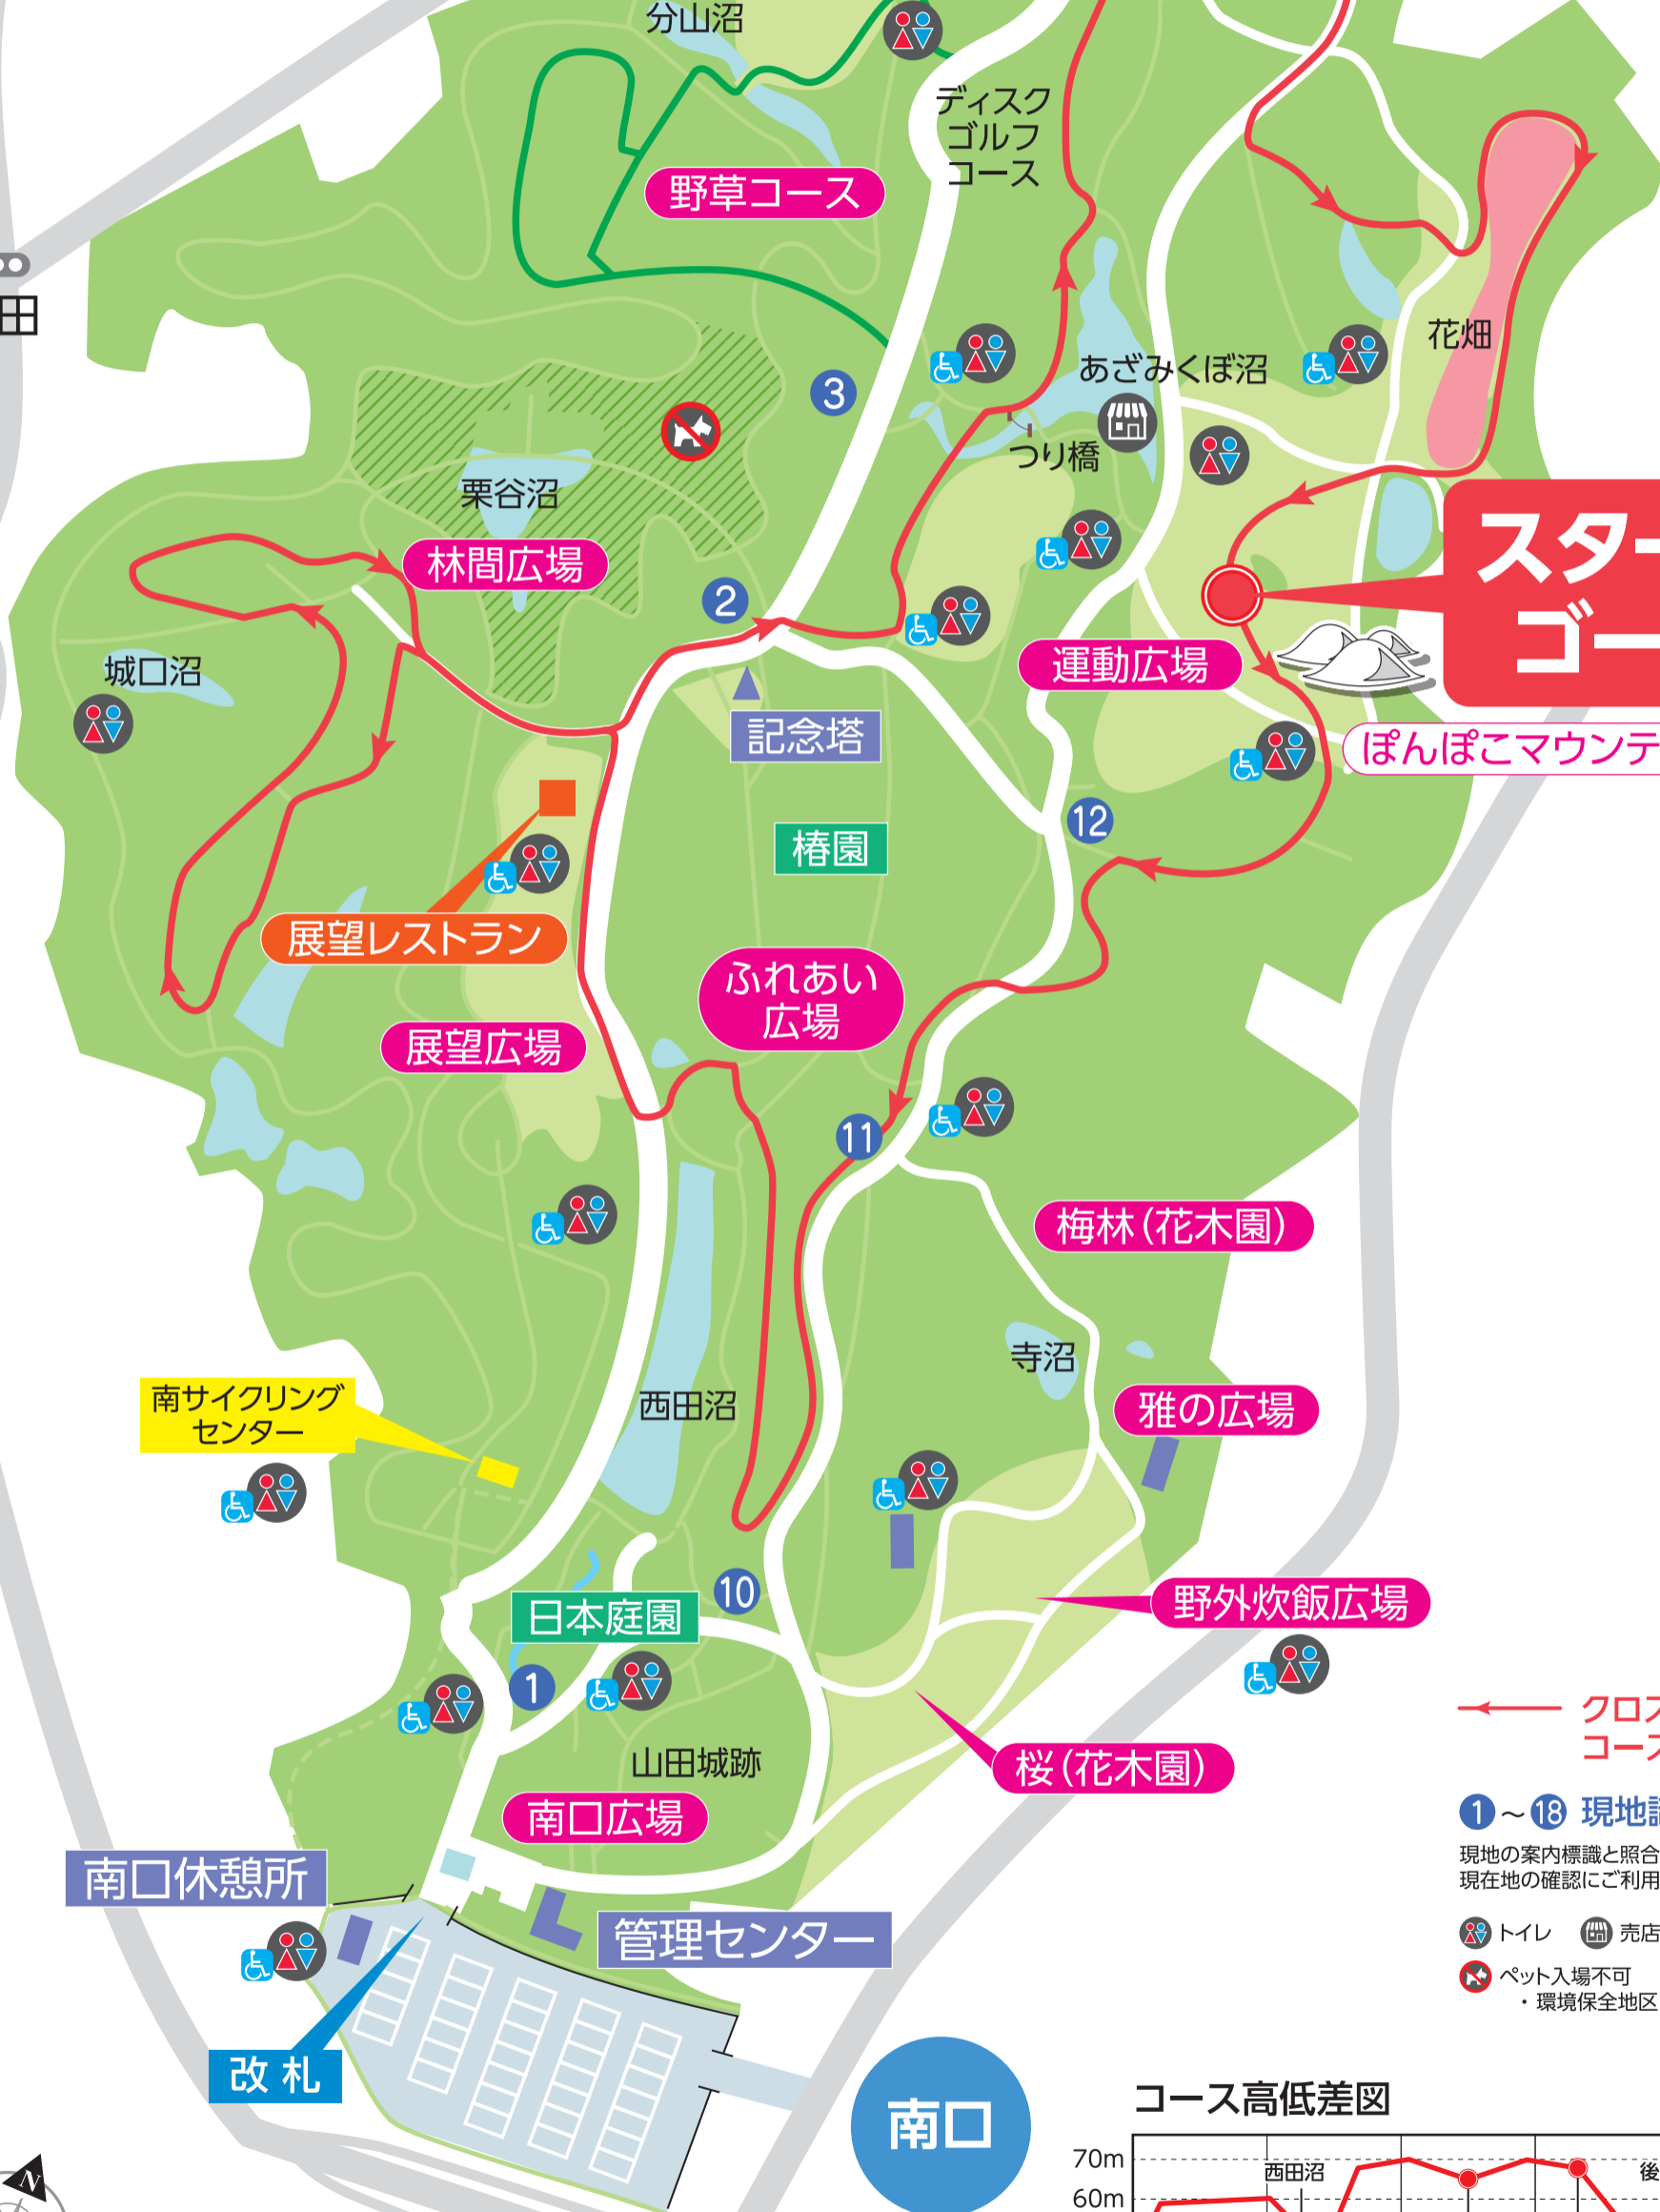 分山沼
ディスク
ゴルフ
コース
野草コース
田
花畑
あざみくぼ沼
3
つり橋
栗谷沼
スター
ゴー
林間広場
2
城口沼
運動広場
記念塔
ぽんぽこマウンテ
12
椿園
展望レストラン
ふれあい
広場
展望広場
11
梅林(花木園)
寺沼
南サイクリング
センター
西田沼
雅の広場
10
日本庭園
野外炊飯広場
1
山田城跡
桜(花木園)
南口広場
クロス
コース
1～18 現地
南口休憩所
現地の案内標識と照合
現在地の確認にご利用
管理センター
トイレ 売店
ペット入場不可
・環境保全地区
改札
南口
コース高低差図
70m
西田沼
後
60m
N